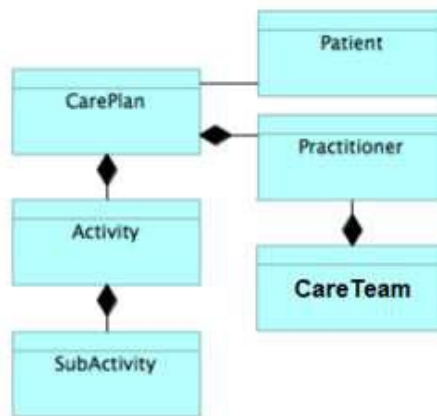 Patient
CarePlan
Practitioner
Activity
CareTeam
SubActivity